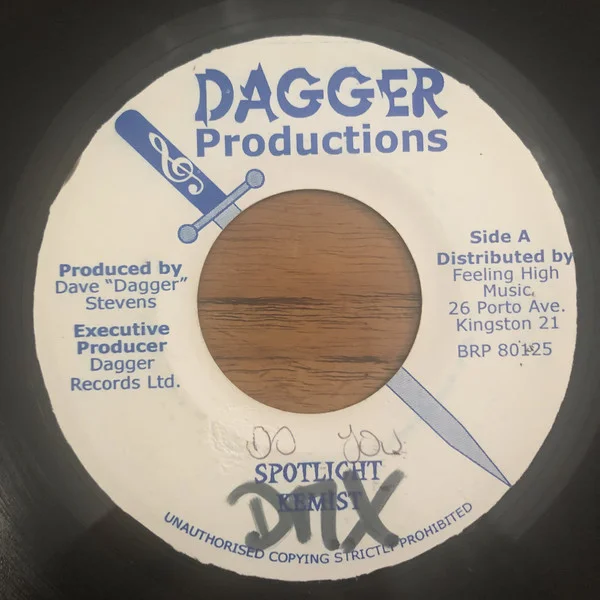 DAGGER
Productions
Produced by
Dave "Dagger"
Stevens
Executive
Producer
Dagger
Records Ltd.
Side A
Distributed by
Feeling High
Music
26 Porto Ave.
Kingston 21
BRP 80125
DO YOU
SPOTLIGHT
KEMIST
DMX
UNAUTHORISED COPYING STRICTLY PROHIBITED